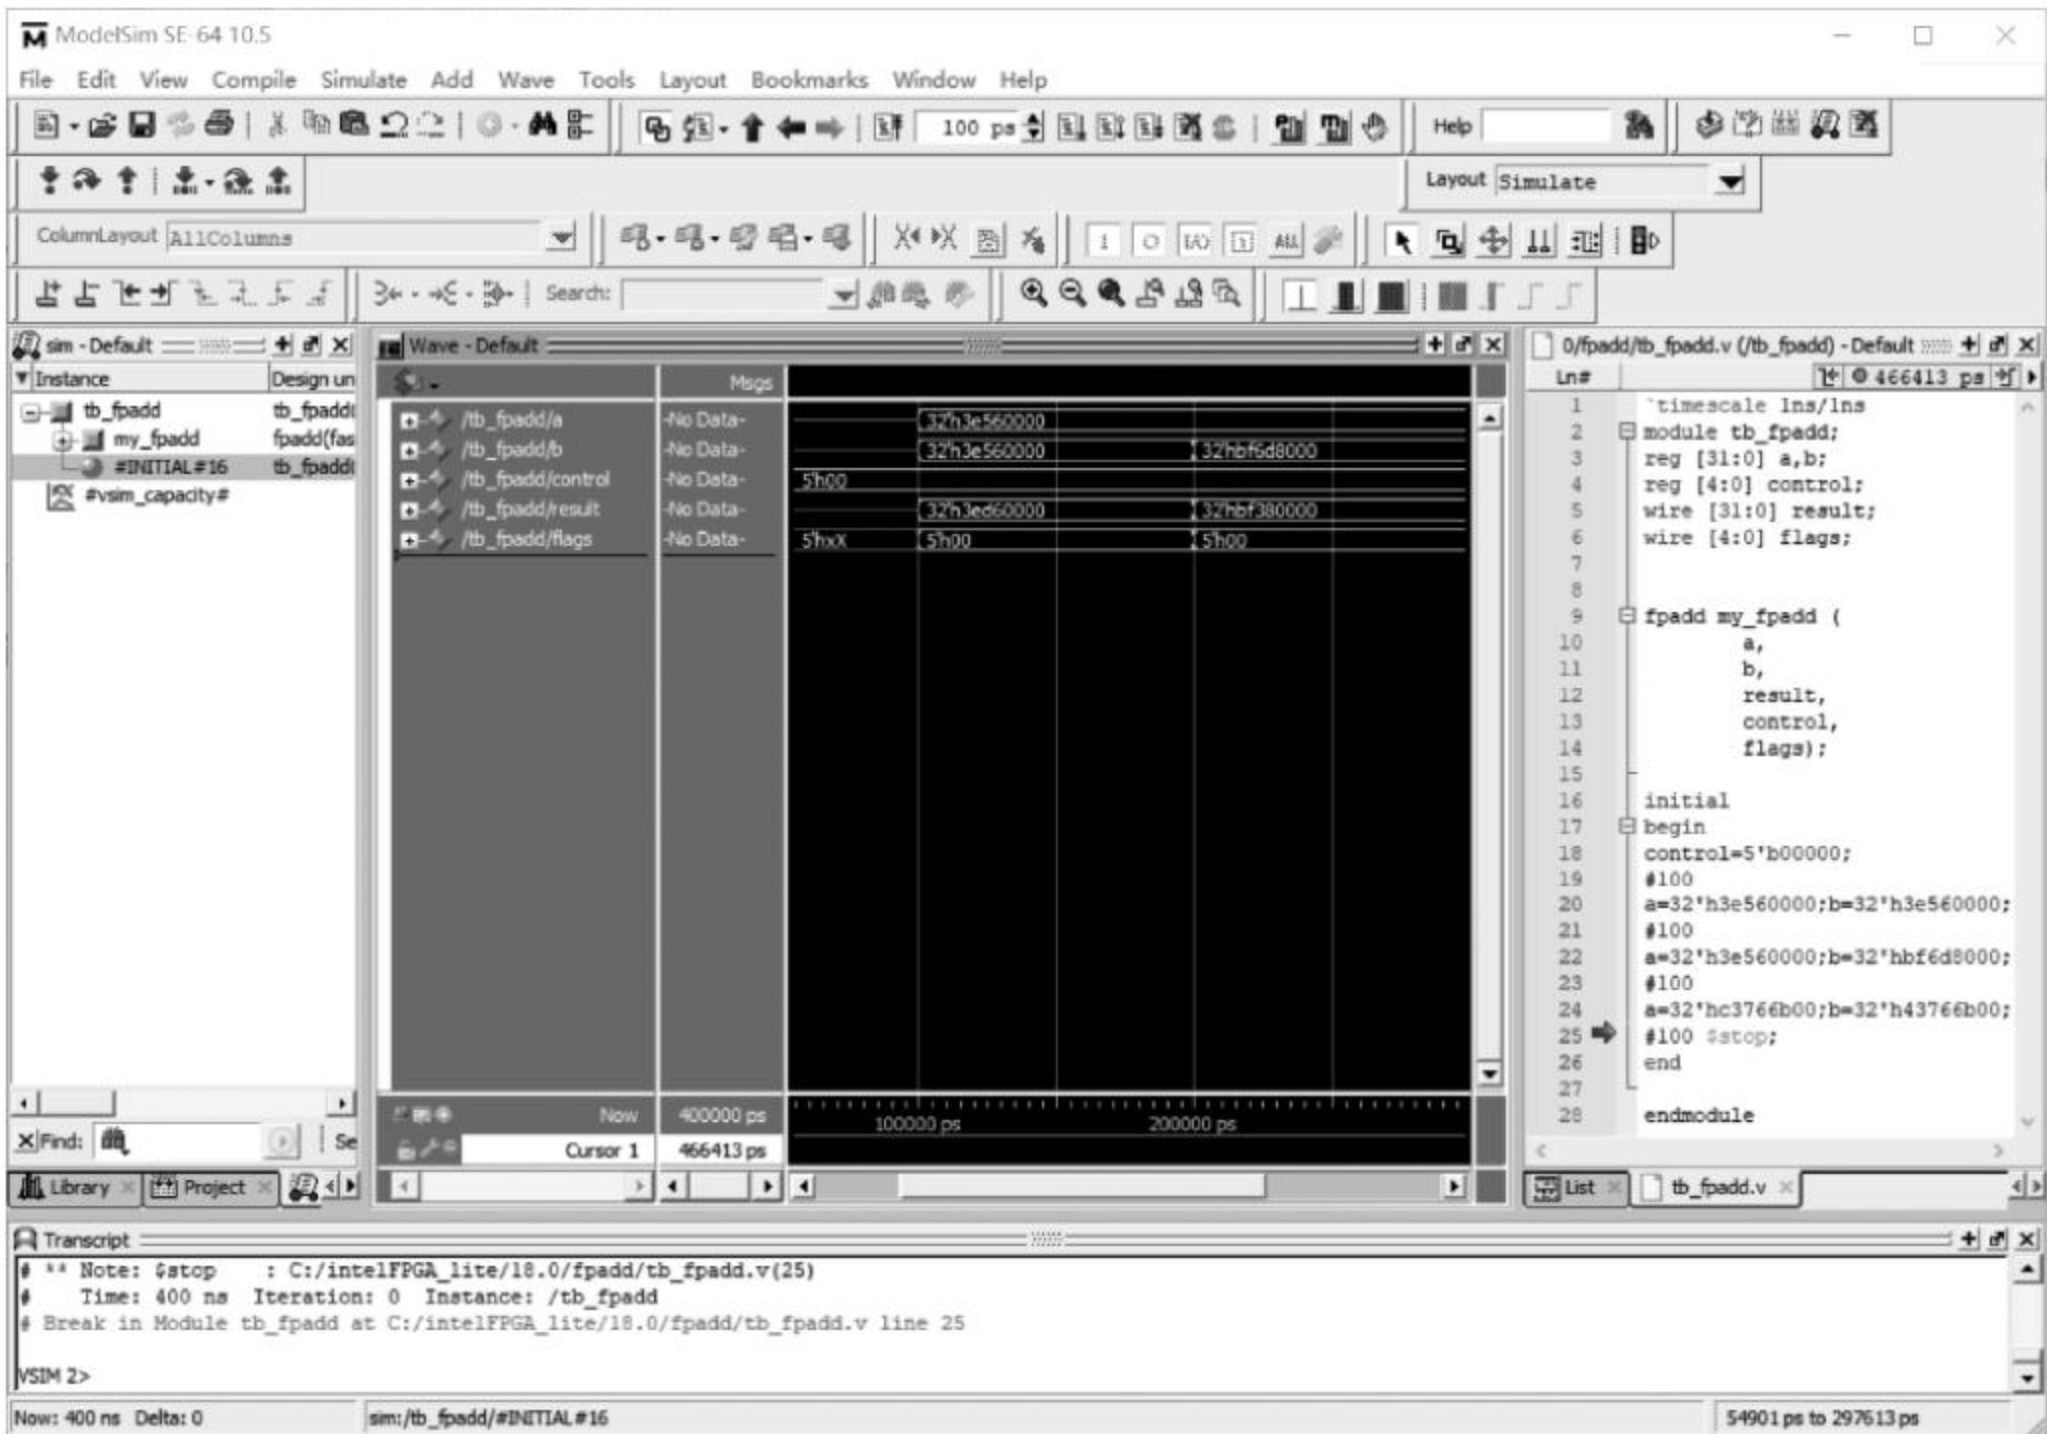 ModelSim SE-64 10.5
File Edit View Compile Simulate Add Wave Tools Layout Bookmarks Window Help
100 ps
Help
Layout Simulate
ColumnLayout AllColumns
Search:
sim - Default
Instance Design un
tb_fpadd tb_fpadd(
my_fpadd fpadd(fas
#INITIAL#16 tb_fpadd(
#vsim_capacity#
Find: Se
Library Project
Wave - Default
Msgs
/tb_fpadd/a -No Data- 32'h3e560000
/tb_fpadd/b -No Data- 32'h3e560000 32'hbf6d8000
/tb_fpadd/control -No Data- 5'h00
/tb_fpadd/result -No Data- 32'h3ed60000 32'hbf380000
/tb_fpadd/flags -No Data- 5'hxX 5'h00 5'h00
Now 400000 ps 100000 ps 200000 ps
Cursor 1 466413 ps
0/fpadd/tb_fpadd.v (/tb_fpadd) - Default
Ln# 466413 ps
1 `timescale 1ns/1ns
2 module tb_fpadd;
3 reg [31:0] a,b;
4 reg [4:0] control;
5 wire [31:0] result;
6 wire [4:0] flags;
7
8
9 fpadd my_fpadd (
10 a,
11 b,
12 result,
13 control,
14 flags);
15
16 initial
17 begin
18 control=5'b00000;
19 #100
20 a=32'h3e560000;b=32'h3e560000;
21 #100
22 a=32'h3e560000;b=32'hbf6d8000;
23 #100
24 a=32'hc3766b00;b=32'h43766b00;
25 #100 $stop;
26 end
27
28 endmodule
List tb_fpadd.v
Transcript
# ** Note: $stop : C:/intelFPGA_lite/18.0/fpadd/tb_fpadd.v(25)
# Time: 400 ns Iteration: 0 Instance: /tb_fpadd
# Break in Module tb_fpadd at C:/intelFPGA_lite/18.0/fpadd/tb_fpadd.v line 25
VSIM 2>
Now: 400 ns Delta: 0 sim:/tb_fpadd/#INITIAL#16 54901 ps to 297613 ps